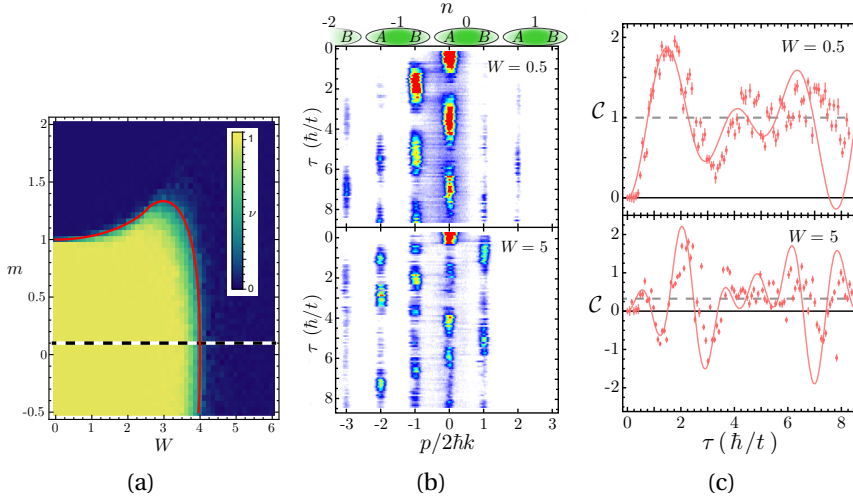 n
-2 -1 0 1
B A B A B A B
0
2
4
6
8
τ (ħ/t)
W = 0.5
0
2
4
6
8
τ (ħ/t)
W = 5
-3 -2 -1 0 1 2 3
p/2ħk
(b)
2
1.5
1
0.5
0
-0.5
m
0 1 2 3 4 5 6
W
1
ν
0
(a)
2
1
0
C
W = 0.5
2
1
0
-1
-2
C
W = 5
0 2 4 6 8
τ (ħ/t)
(c)